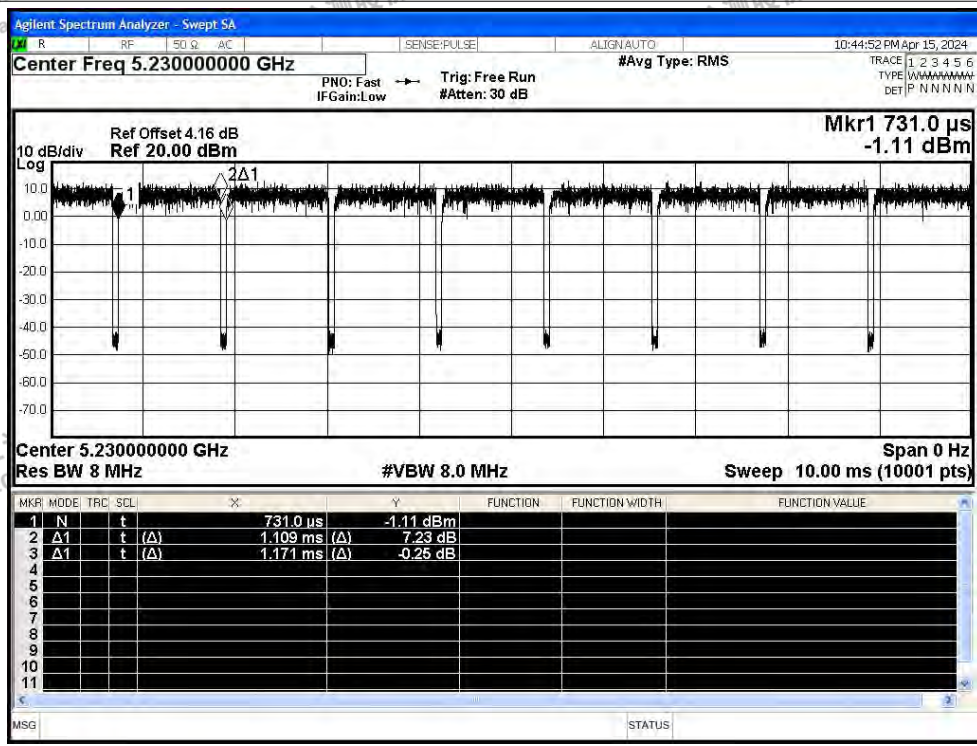 Agilent Spectrum Analyzer - Swept SA
R RF 50 Ω AC SENSE:PULSE ALIGN AUTO 10:44:52 PM Apr 15, 2024
Center Freq 5.230000000 GHz #Avg Type: RMS TRACE 1 2 3 4 5 6
PNO: Fast Trig: Free Run TYPE WWWWWW
IFGain:Low #Atten: 30 dB DET P N N N N N
Mkr1 731.0 µs
Ref Offset 4.16 dB
10 dB/div Ref 20.00 dBm -1.11 dBm
Log
2Δ1
1
10.0
0.00
-10.0
-20.0
-30.0
-40.0
-50.0
-60.0
-70.0
Center 5.230000000 GHz Span 0 Hz
Res BW 8 MHz #VBW 8.0 MHz Sweep 10.00 ms (10001 pts)
MKR MODE TRC SCL X Y FUNCTION FUNCTION WIDTH FUNCTION VALUE
1 N t 731.0 µs -1.11 dBm
2 Δ1 t (Δ) 1.109 ms (Δ) 7.23 dB
3 Δ1 t (Δ) 1.171 ms (Δ) -0.25 dB
4
5
6
7
8
9
10
11
MSG STATUS